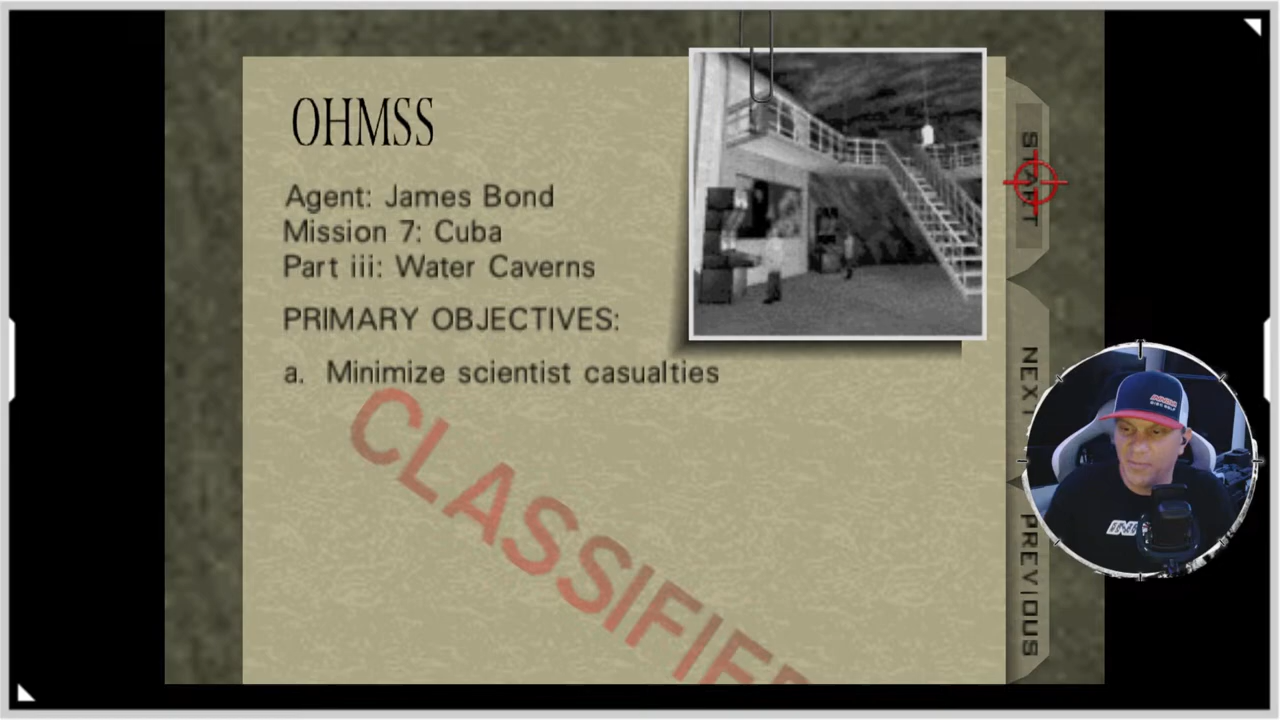 OHMSS
Agent: James Bond
Mission 7: Cuba
Part iii: Water Caverns
PRIMARY OBJECTIVES:
a. Minimize scientist casualties
START
NEXT
PREVIOUS